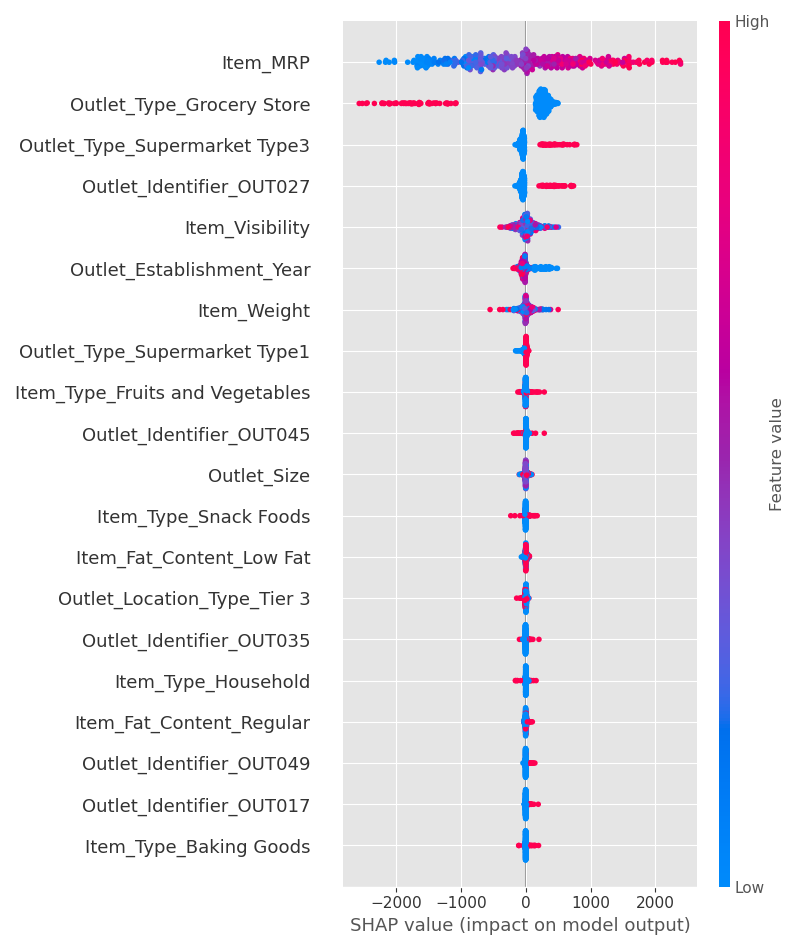 High
Item_MRP
Outlet_Type_Grocery Store
Outlet_Type_Supermarket Type3
Outlet_Identifier_OUT027
Item_Visibility
Outlet_Establishment_Year
Item_Weight
Outlet_Type_Supermarket Type1
Item_Type_Fruits and Vegetables
Outlet_Identifier_OUT045
Outlet_Size
Item_Type_Snack Foods
Item_Fat_Content_Low Fat
Outlet_Location_Type_Tier 3
Outlet_Identifier_OUT035
Item_Type_Household
Item_Fat_Content_Regular
Outlet_Identifier_OUT049
Outlet_Identifier_OUT017
Item_Type_Baking Goods
Feature value
Low
−2000 −1000 0 1000 2000
SHAP value (impact on model output)